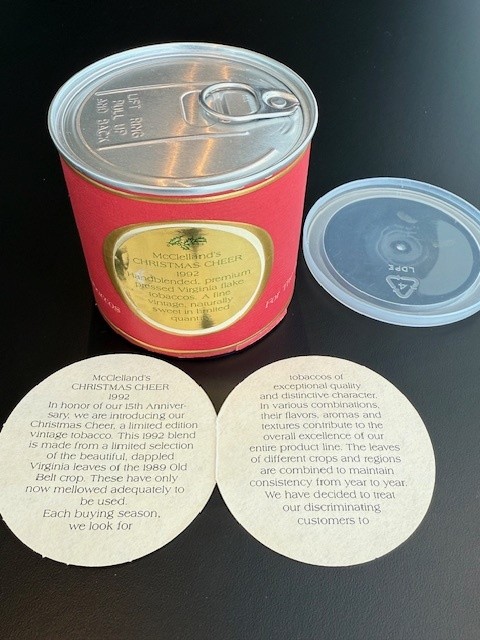 LIFT RING
PULL UP
AND BACK
McClelland's
CHRISTMAS CHEER
1992
Handblended, premium
pressed Virginia flake
tobaccos. A fine
vintage, naturally
sweet in limited
LDPE
4
McClelland's
CHRISTMAS CHEER
1992
In honor of our 15th Anniver-
sary, we are introducing our
Christmas Cheer, a limited edition
vintage tobacco. This 1992 blend
is made from a limited selection
of the beautiful, dappled
Virginia leaves of the 1989 Old
Belt crop. These have only
now mellowed adequately to
be used.
Each buying season,
we look for
tobaccos of
exceptional quality
and distinctive character.
In various combinations,
their flavors, aromas and
textures contribute to the
overall excellence of our
entire product line. The leaves
of different crops and regions
are combined to maintain
consistency from year to year.
We have decided to treat
our discriminating
customers to